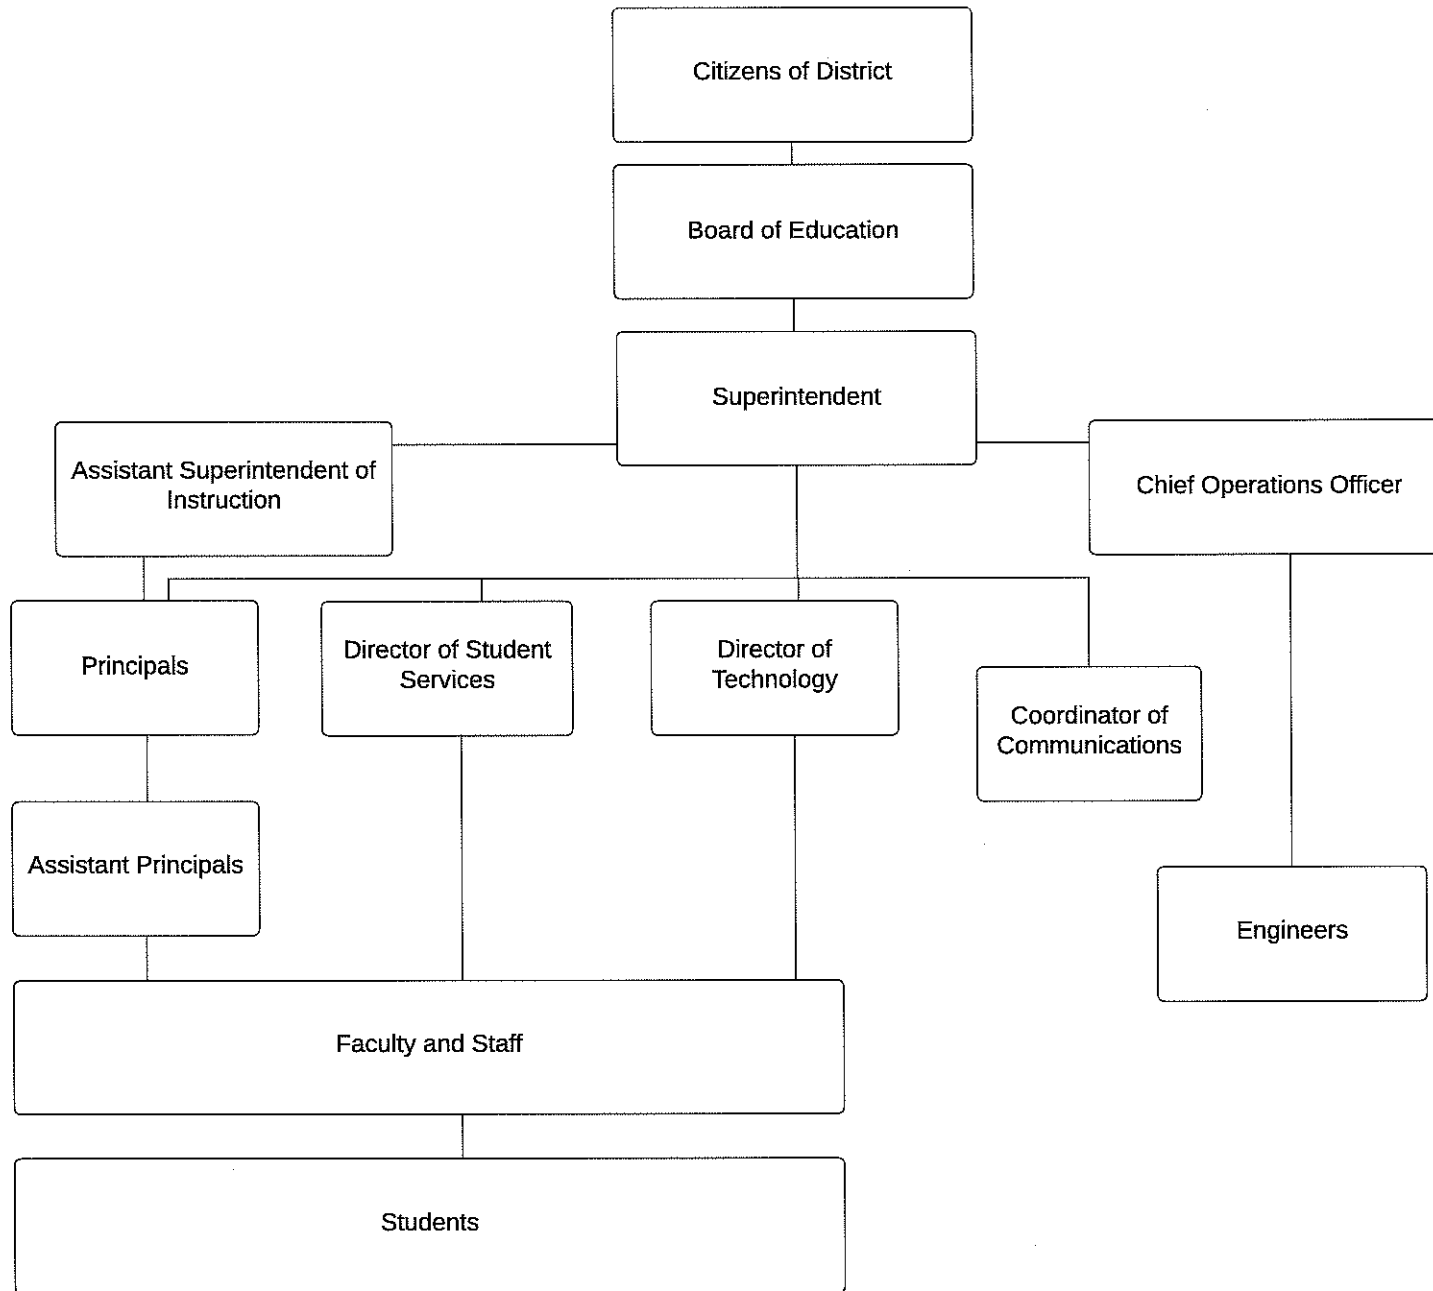 Citizens of District
Board of Education
Superintendent
Assistant Superintendent of
Instruction
Chief Operations Officer
Principals
Director of Student
Services
Director of
Technology
Coordinator of
Communications
Assistant Principals
Engineers
Faculty and Staff
Students